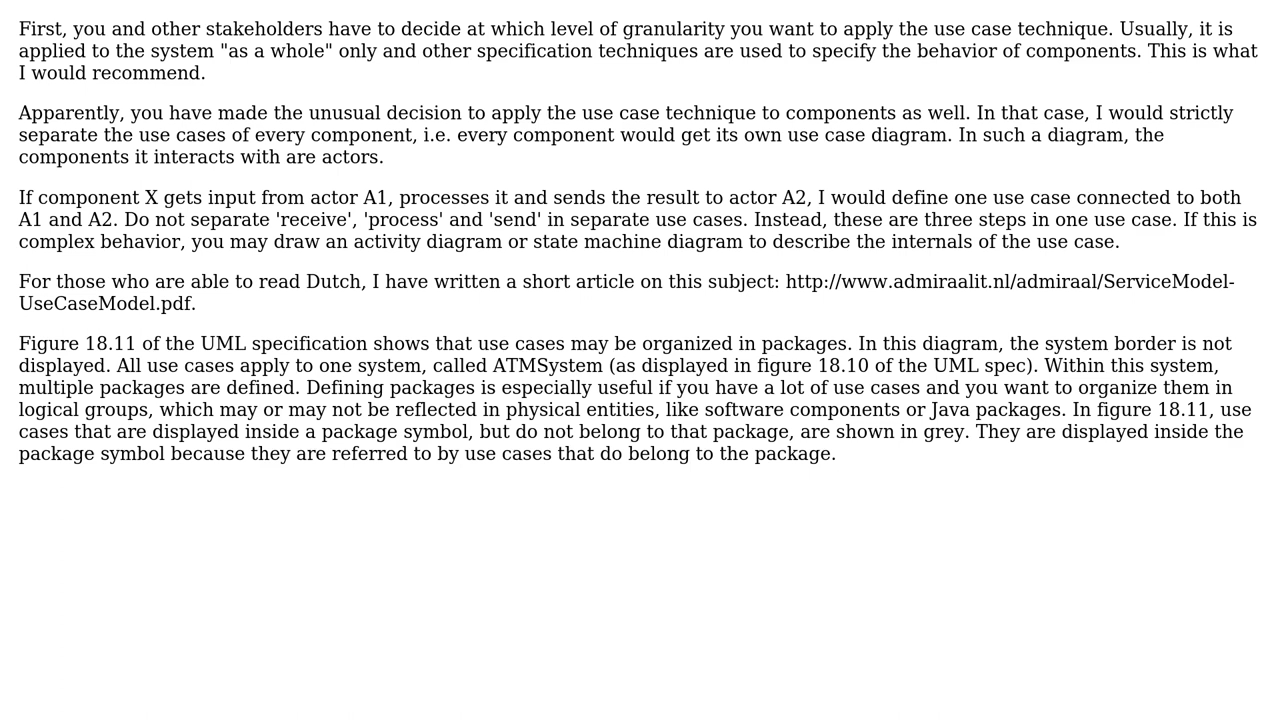 First, you and other stakeholders have to decide at which level of granularity you want to apply the use case technique. Usually, it is
applied to the system "as a whole" only and other specification techniques are used to specify the behavior of components. This is what
I would recommend.
Apparently, you have made the unusual decision to apply the use case technique to components as well. In that case, I would strictly
separate the use cases of every component, i.e. every component would get its own use case diagram. In such a diagram, the
components it interacts with are actors.
If component X gets input from actor A1, processes it and sends the result to actor A2, I would define one use case connected to both
A1 and A2. Do not separate 'receive', 'process' and 'send' in separate use cases. Instead, these are three steps in one use case. If this is
complex behavior, you may draw an activity diagram or state machine diagram to describe the internals of the use case.
For those who are able to read Dutch, I have written a short article on this subject: http://www.admiraalit.nl/admiraal/ServiceModel-
UseCaseModel.pdf.
Figure 18.11 of the UML specification shows that use cases may be organized in packages. In this diagram, the system border is not
displayed. All use cases apply to one system, called ATMSystem (as displayed in figure 18.10 of the UML spec). Within this system,
multiple packages are defined. Defining packages is especially useful if you have a lot of use cases and you want to organize them in
logical groups, which may or may not be reflected in physical entities, like software components or Java packages. In figure 18.11, use
cases that are displayed inside a package symbol, but do not belong to that package, are shown in grey. They are displayed inside the
package symbol because they are referred to by use cases that do belong to the package.